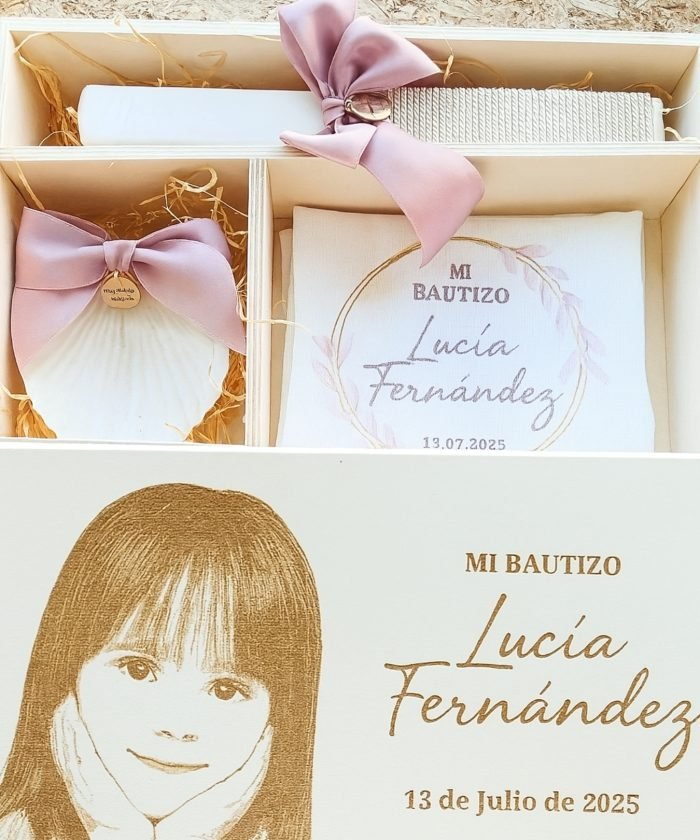 MI
BAUTIZO
Lucía
Fernández
13.07.2025
MI BAUTIZO
Lucía
Fernández
13 de Julio de 2025